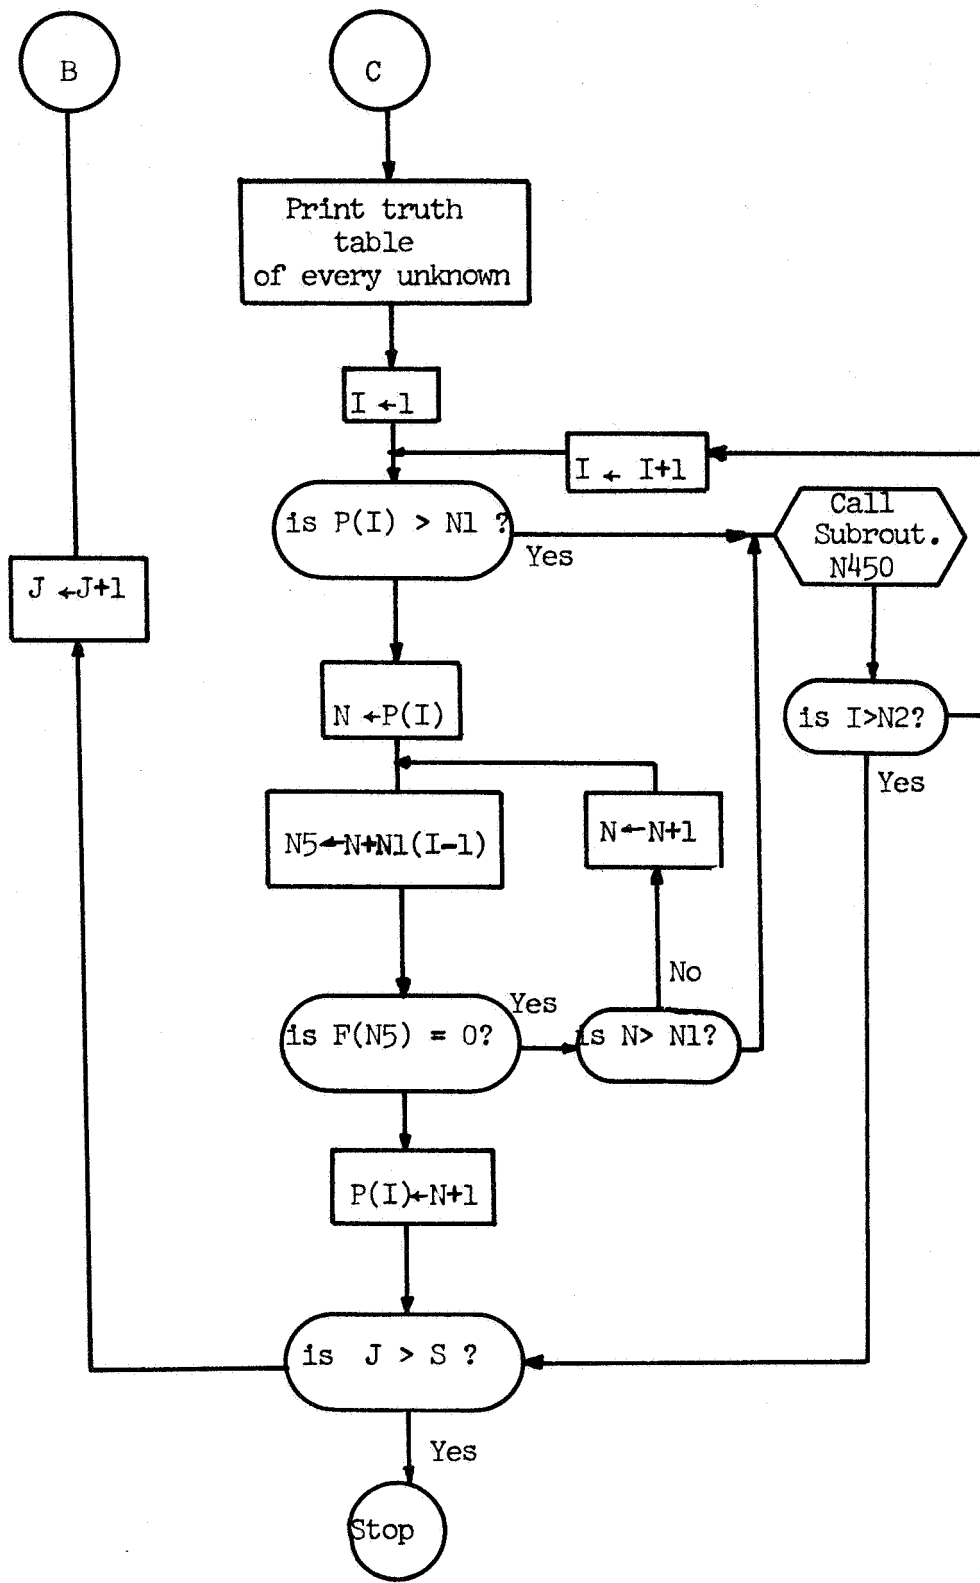 B
C
Print truth
table
of every unknown
I ←1
I ← I+1
is P(I) > N1 ?
Yes
Call
Subrout.
N450
J ←J+1
N ←P(I)
is I>N2?
Yes
N5←N+N1(I-1)
N←N+1
No
Yes
is F(N5) = 0?
is N> N1?
P(I)←N+1
is J > S ?
Yes
Stop